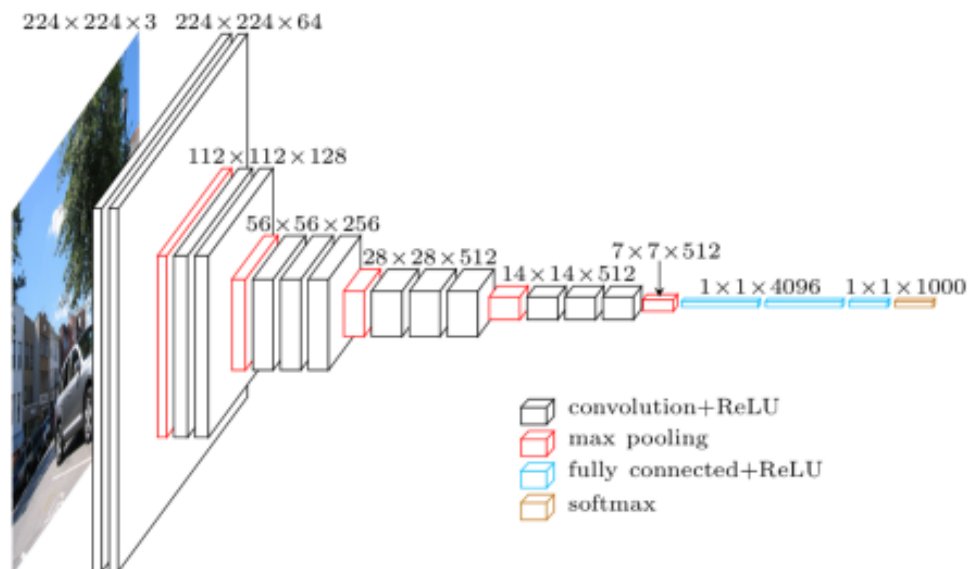 224×224×3
224×224×64
112×112×128
56×56×256
28×28×512
14×14×512
7×7×512
1×1×4096
1×1×1000
convolution+ReLU
max pooling
fully connected+ReLU
softmax